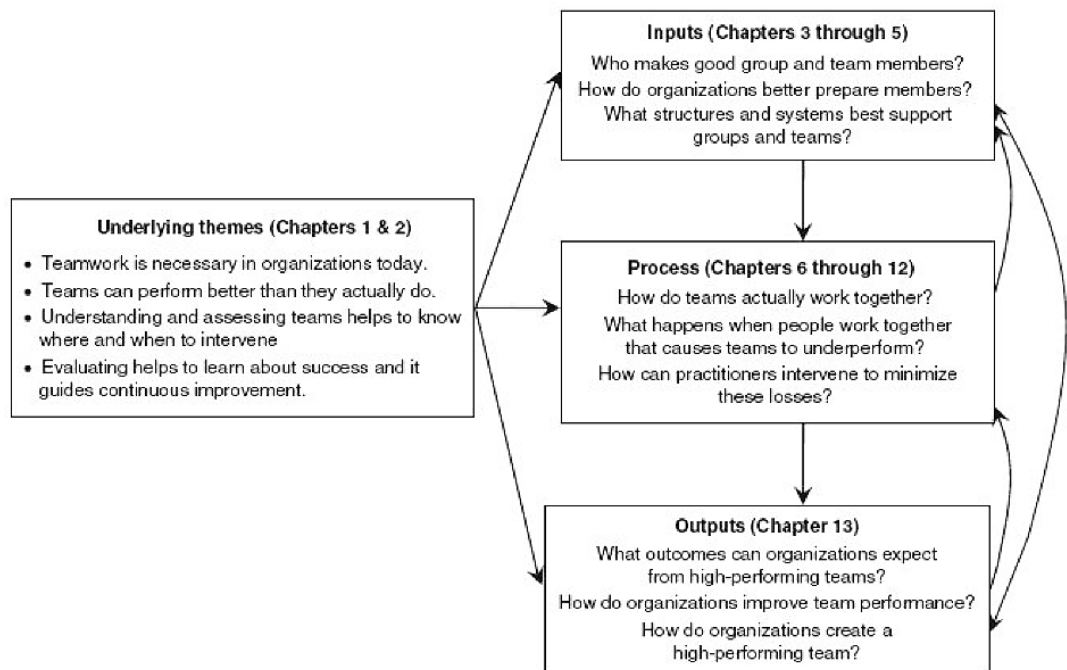 Inputs (Chapters 3 through 5)
Who makes good group and team members?
How do organizations better prepare members?
What structures and systems best support
groups and teams?
Underlying themes (Chapters 1 & 2)
• Teamwork is necessary in organizations today.
• Teams can perform better than they actually do.
• Understanding and assessing teams helps to know
where and when to intervene
• Evaluating helps to learn about success and it
guides continuous improvement.
Process (Chapters 6 through 12)
How do teams actually work together?
What happens when people work together
that causes teams to underperform?
How can practitioners intervene to minimize
these losses?
Outputs (Chapter 13)
What outcomes can organizations expect
from high-performing teams?
How do organizations improve team performance?
How do organizations create a
high-performing team?